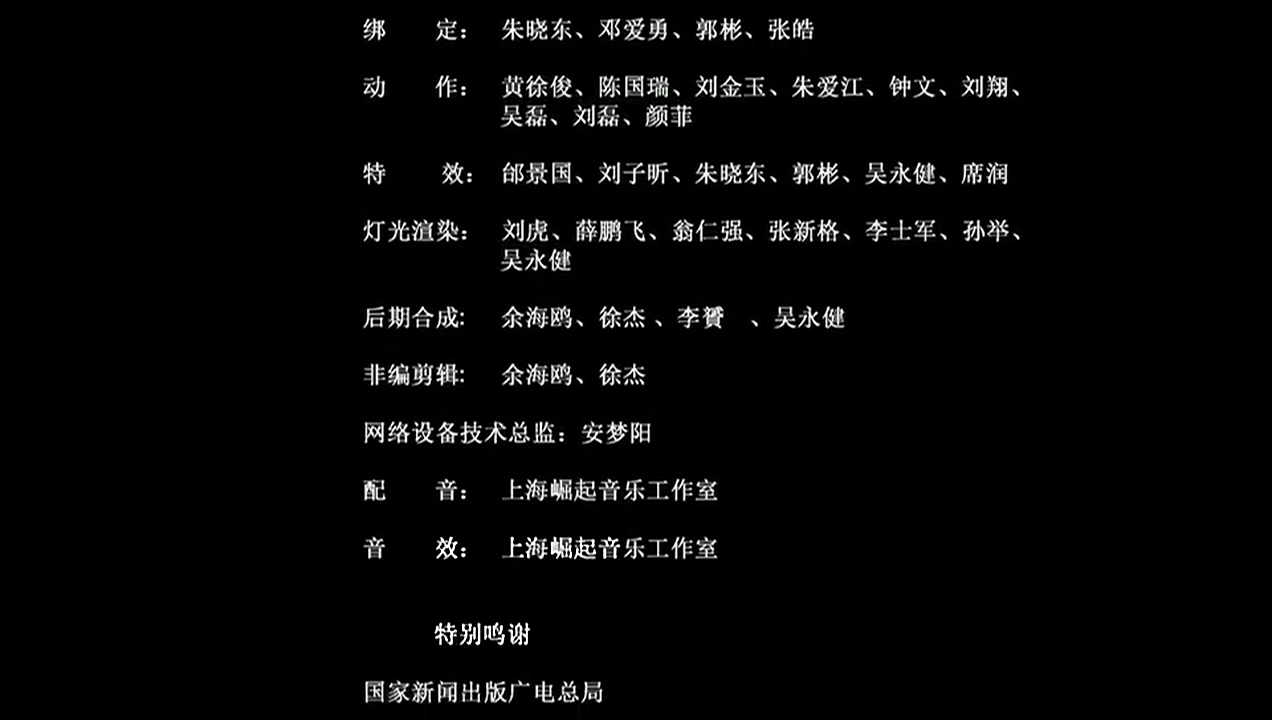 绑　　定：　朱晓东、邓爱勇、郭彬、张皓
动　　作：　黄徐俊、陈国瑞、刘金玉、朱爱江、钟文、刘翔、
吴磊、刘磊、颜菲
特　　效：　邰景国、刘子昕、朱晓东、郭彬、吴永健、席润
灯光渲染：　刘虎、薛鹏飞、翁仁强、张新格、李士军、孙举、
吴永健
后期合成:　余海鸥、徐杰 、李贇　、吴永健
非编剪辑:　余海鸥、徐杰
网络设备技术总监：安梦阳
配　　音：　上海崛起音乐工作室
音　　效：　上海崛起音乐工作室
特别鸣谢
国家新闻出版广电总局